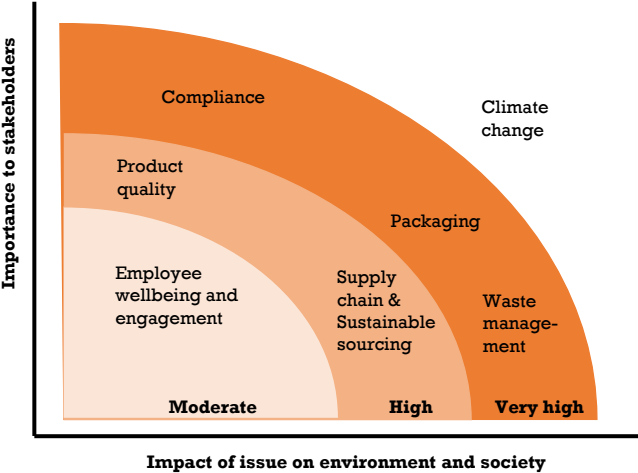 Importance to stakeholders
Compliance
Climate
change
Product
quality
Packaging
Employee
wellbeing and
engagement
Supply
chain &
Sustainable
sourcing
Waste
manage-
ment
Moderate
High
Very high
Impact of issue on environment and society